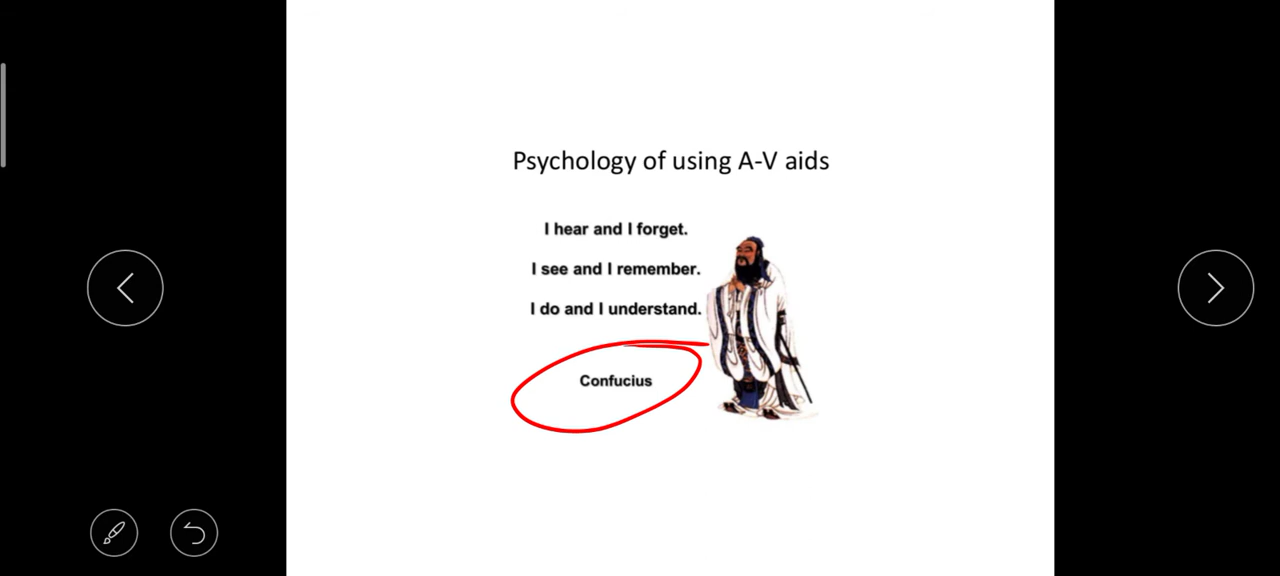 Psychology of using A-V aids
I hear and I forget.
I see and I remember.
I do and I understand.
Confucius